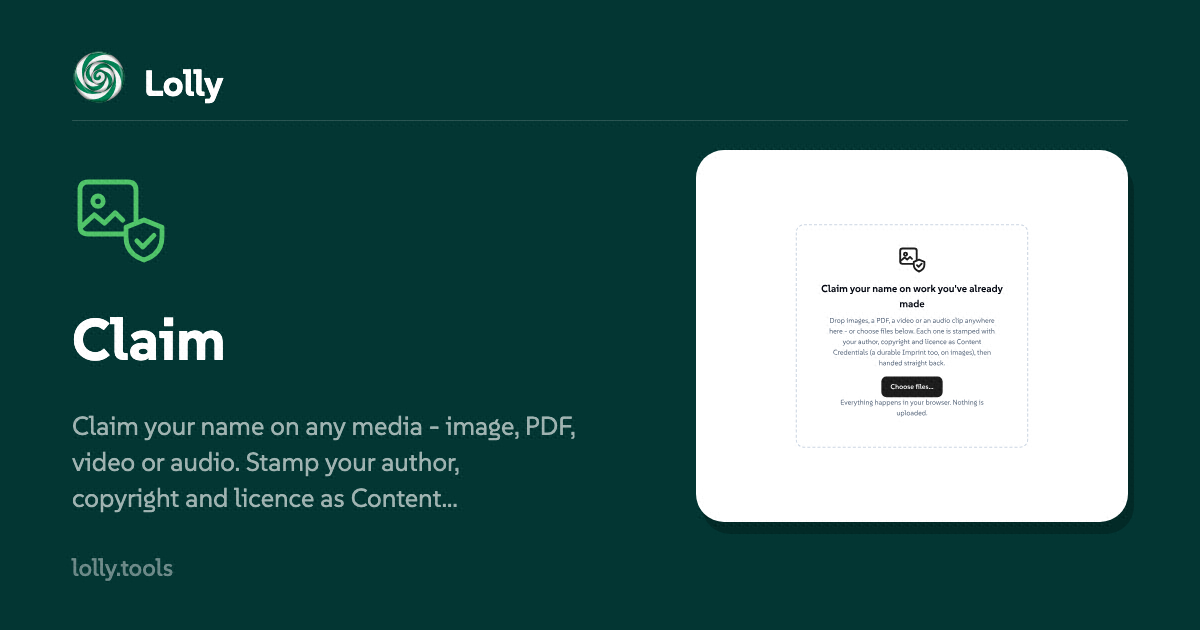 Lolly
Claim
Claim your name on any media - image, PDF,
video or audio. Stamp your author,
copyright and licence as Content...
lolly.tools
Claim your name on work you've already
made
Drop images, a PDF, a video or an audio clip anywhere
here - or choose files below. Each one is stamped with
your author, copyright and licence as Content
Credentials (a durable Imprint too, on images), then
handed straight back.
Choose files...
Everything happens in your browser. Nothing is
uploaded.